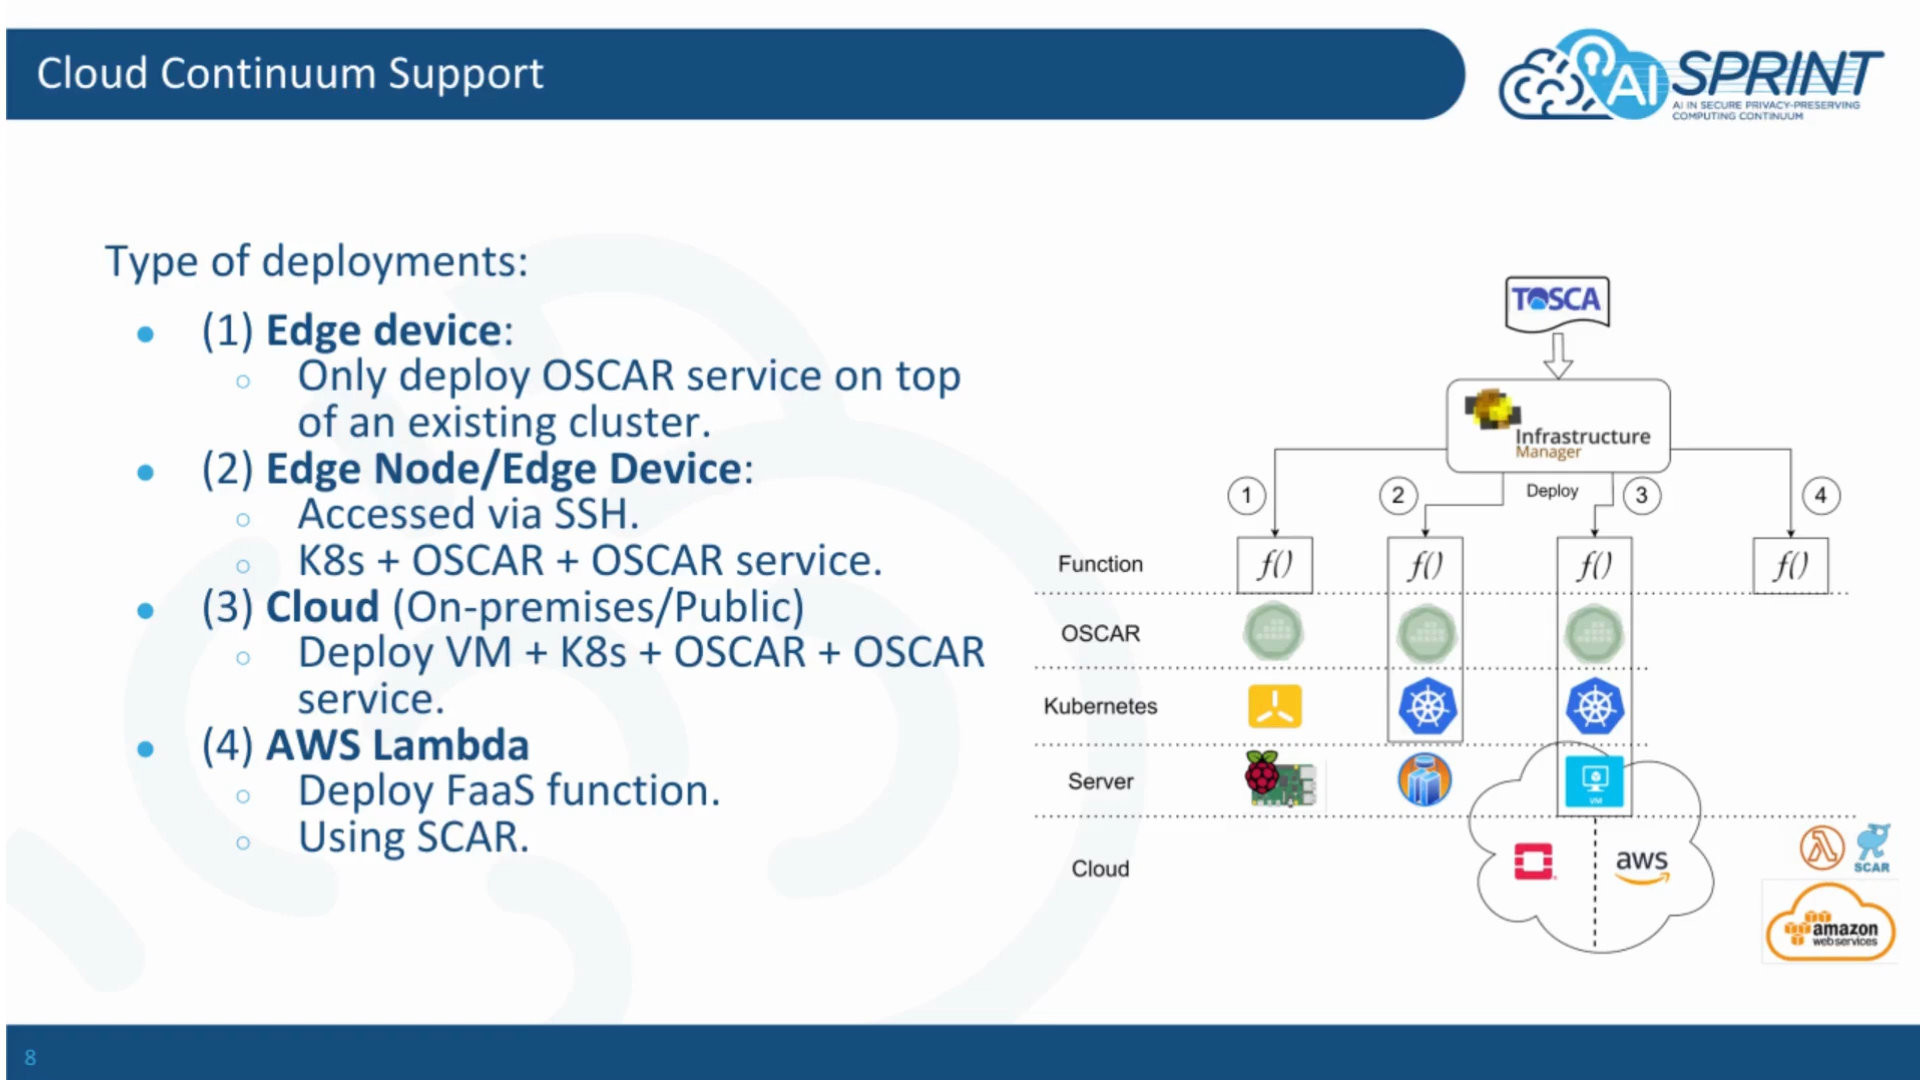 Cloud Continuum Support
AI SPRINT
AI IN SECURE PRIVACY-PRESERVING
COMPUTING CONTINUUM
Type of deployments:
(1) Edge device:
Only deploy OSCAR service on top
of an existing cluster.
(2) Edge Node/Edge Device:
Accessed via SSH.
K8s + OSCAR + OSCAR service.
(3) Cloud (On-premises/Public)
Deploy VM + K8s + OSCAR + OSCAR
service.
(4) AWS Lambda
Deploy FaaS function.
Using SCAR.
TOSCA
Infrastructure
Manager
1
2
Deploy
3
4
Function
f()
f()
f()
f()
OSCAR
Kubernetes
Server
VM
Cloud
aws
λ
SCAR
amazon
webservices
8